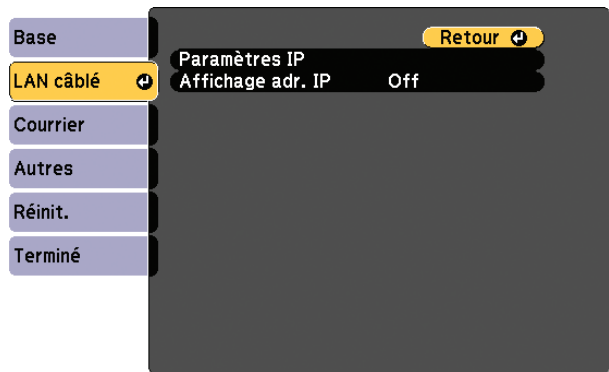 Base
LAN câblé
Courrier
Autres
Réinit.
Terminé
Retour
Paramètres IP
Affichage adr. IP Off